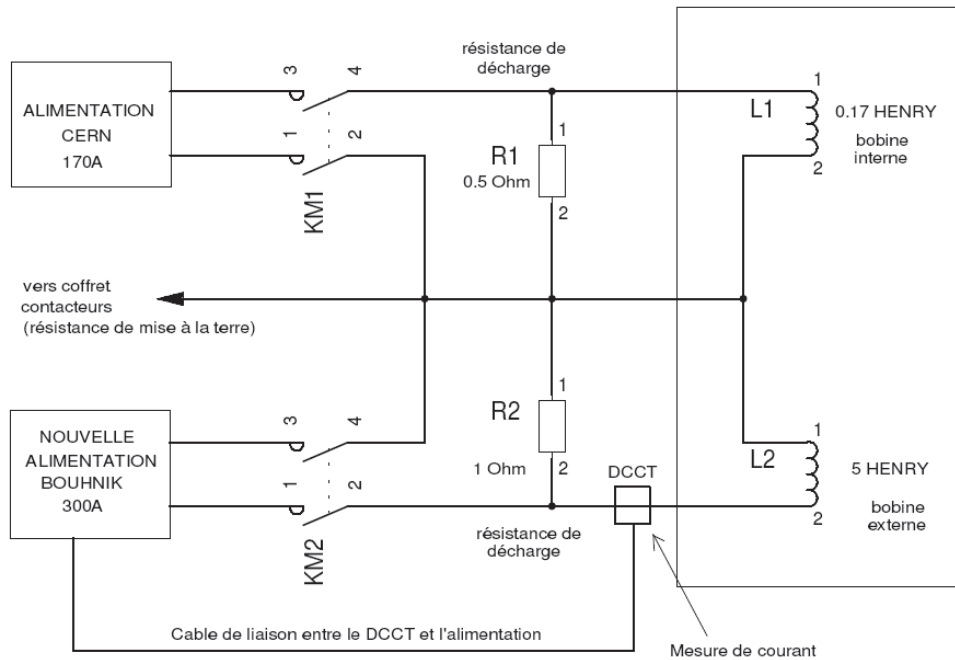 résistance de
décharge
3
4
1
ALIMENTATION
CERN
170A
L1
0.17 HENRY
bobine
interne
1
2
1
R1
0.5 Ohm
2
2
KM1
vers coffret
contacteurs
(résistance de mise à la terre)
1
R2
1 Ohm
2
3
4
NOUVELLE
ALIMENTATION
BOUHNIK
300A
1
2
DCCT
L2
1
5 HENRY
2
bobine
externe
KM2
résistance de
décharge
Cable de liaison entre le DCCT et l'alimentation
Mesure de courant